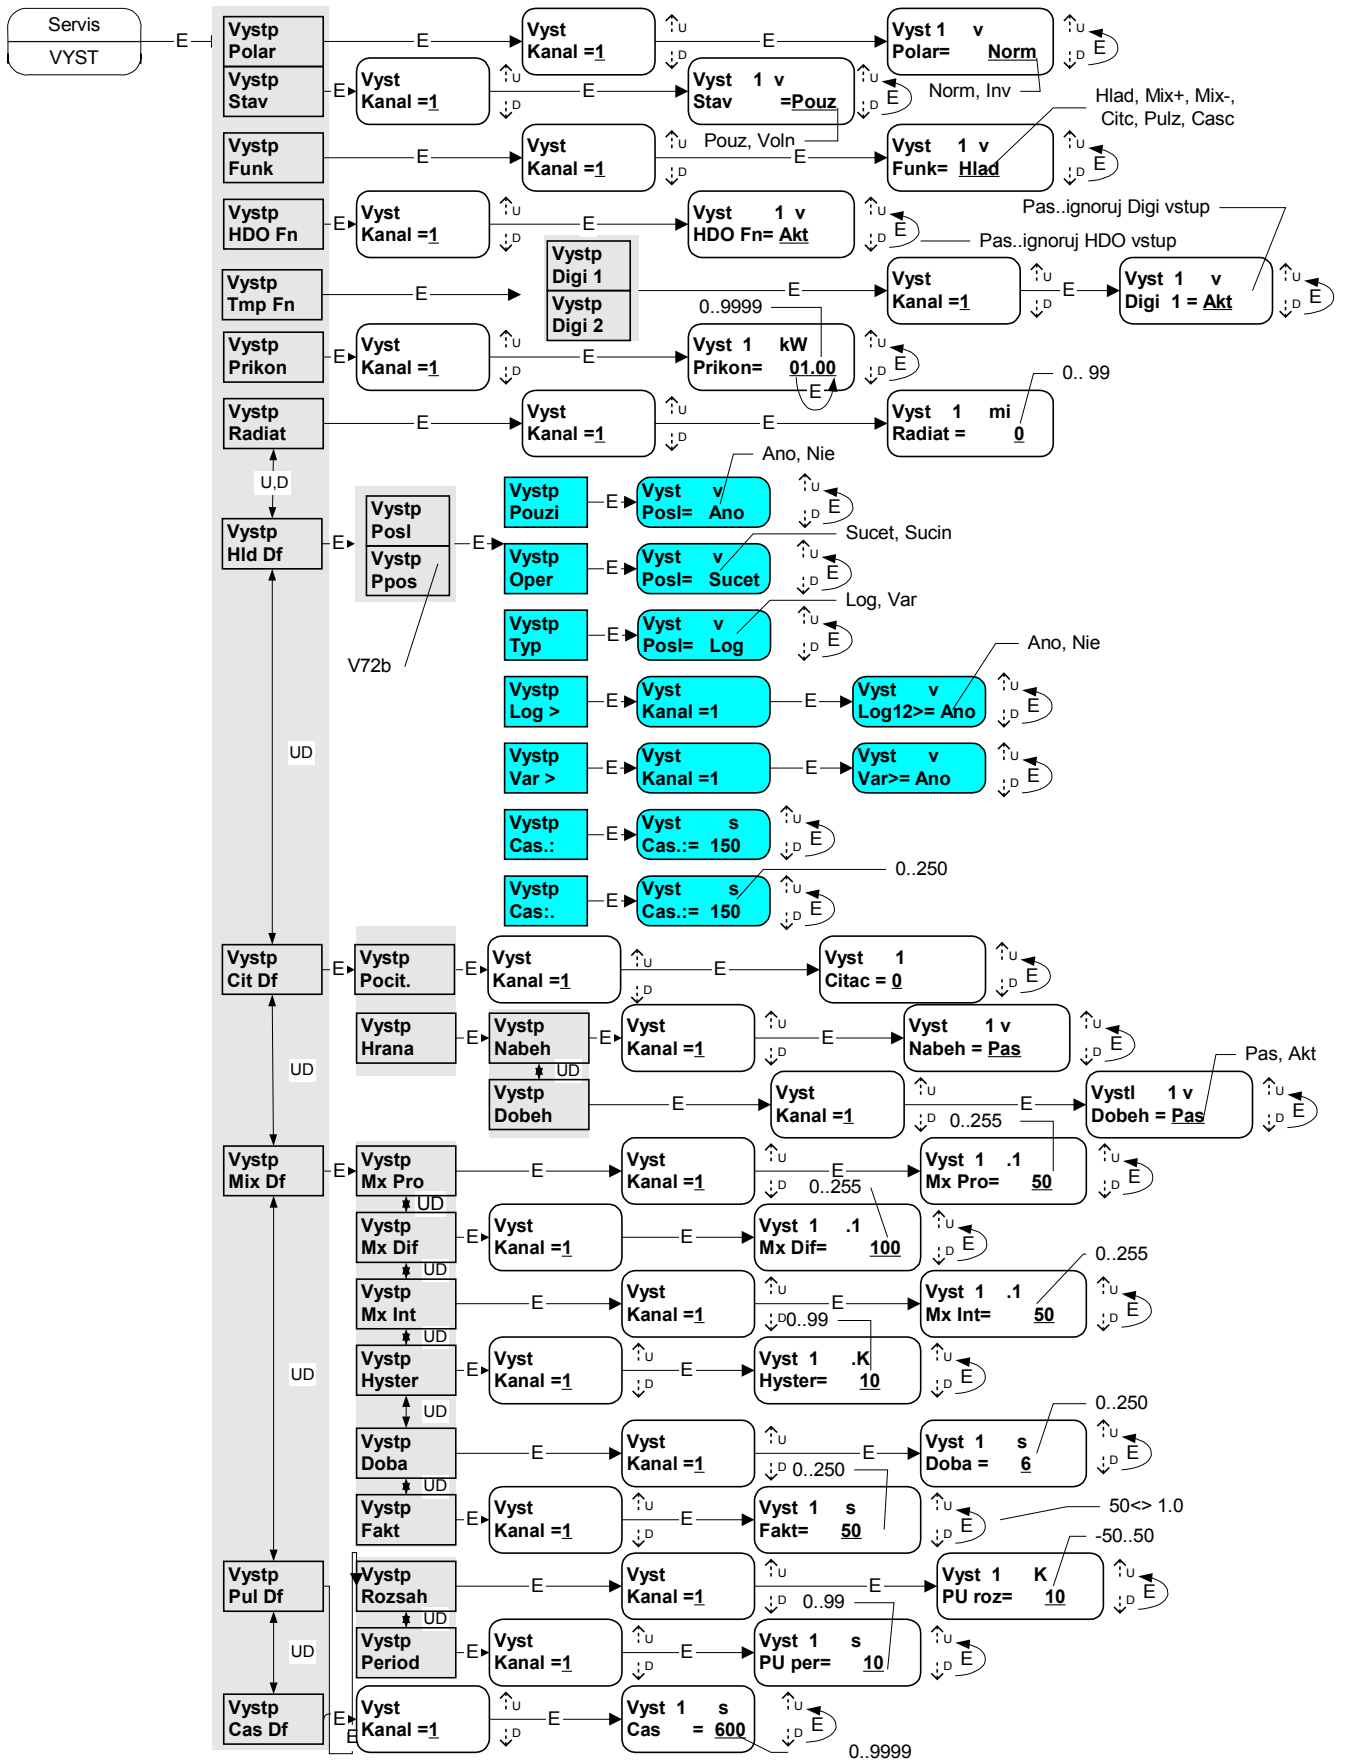 Servis
VYST
E
Vystp
Polar
E
Vyst
Kanal =1
U
D
E
Vyst 1 v
Polar= Norm
U
D
E
Norm, Inv
Vystp
Stav
E
Vyst
Kanal =1
U
D
E
Vyst 1 v
Stav =Pouz
U
D
E
Pouz, Voln
Hlad, Mix+, Mix-,
Citc, Pulz, Casc
Vystp
Funk
E
Vyst
Kanal =1
U
D
E
Vyst 1 v
Funk= Hlad
U
D
E
Vystp
HDO Fn
E
Vyst
Kanal =1
U
D
E
Vyst 1 v
HDO Fn= Akt
U
D
E
Pas..ignoruj Digi vstup
Pas..ignoruj HDO vstup
Vystp
Tmp Fn
E
Vystp
Digi 1
Vystp
Digi 2
E
Vyst
Kanal =1
U
D
E
Vyst 1 v
Digi 1 = Akt
U
D
E
0..9999
Vystp
Prikon
E
Vyst
Kanal =1
U
D
E
Vyst 1 kW
Prikon= 01.00
E
U
D
E
0.. 99
Vystp
Radiat
E
Vyst
Kanal =1
U
D
E
Vyst 1 mi
Radiat = 0
U,D
Vystp
Hld Df
E
Vystp
Posl
Vystp
Ppos
E
V72b
Ano, Nie
Vystp
Pouzi
E
Vyst v
Posl= Ano
U
D
E
Sucet, Sucin
Vystp
Oper
E
Vyst v
Posl= Sucet
U
D
E
Log, Var
Vystp
Typ
E
Vyst v
Posl= Log
U
D
E
Ano, Nie
Vystp
Log >
E
Vyst
Kanal =1
E
Vyst v
Log12>= Ano
U
D
E
UD
Vystp
Var >
E
Vyst
Kanal =1
E
Vyst v
Var>= Ano
U
D
E
Vystp
Cas.:
E
Vyst s
Cas.:= 150
U
D
E
0..250
Vystp
Cas:.
E
Vyst s
Cas.:= 150
U
D
E
Vystp
Cit Df
E
Vystp
Pocit.
E
Vyst
Kanal =1
U
D
E
Vyst 1
Citac = 0
U
D
E
Vystp
Hrana
E
Vystp
Nabeh
E
Vyst
Kanal =1
U
D
E
Vyst 1 v
Nabeh = Pas
U
D
E
UD
UD
Pas, Akt
Vystp
Dobeh
E
Vyst
Kanal =1
U
D
E
Vystl 1 v
Dobeh = Pas
U
D
E
0..255
Vystp
Mix Df
E
Vystp
Mx Pro
E
Vyst
Kanal =1
U
D
E
Vyst 1 .1
Mx Pro= 50
U
D
E
UD
0..255
Vystp
Mx Dif
E
Vyst
Kanal =1
E
Vyst 1 .1
Mx Dif= 100
U
D
E
UD
0..255
Vystp
Mx Int
E
Vyst
Kanal =1
U
D
E
Vyst 1 .1
Mx Int= 50
U
D
E
UD
0..99
UD
Vystp
Hyster
E
Vyst
Kanal =1
U
D
E
Vyst 1 .K
Hyster= 10
U
D
E
UD
0..250
Vystp
Doba
E
Vyst
Kanal =1
U
D
E
Vyst 1 s
Doba = 6
U
D
E
UD
0..250
Vystp
Fakt
E
Vyst
Kanal =1
U
D
E
Vyst 1 s
Fakt= 50
U
D
E
50<> 1.0
-50..50
Vystp
Pul Df
Vystp
Rozsah
E
Vyst
Kanal =1
U
D
E
Vyst 1 K
PU roz= 10
U
D
E
UD
0..99
UD
Vystp
Period
E
Vyst
Kanal =1
U
D
E
Vyst 1 s
PU per= 10
U
D
E
Vystp
Cas Df
E
E
Vyst
Kanal =1
U
D
E
Vyst 1 s
Cas = 600
U
D
E
0..9999